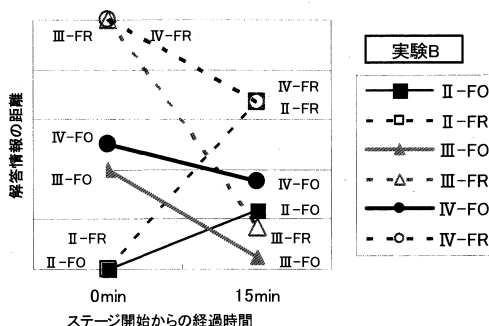 Ⅲ-FR
Ⅳ-FR
実験B
Ⅳ-FR
Ⅱ-FR
Ⅳ-FO
Ⅲ-FO
Ⅳ-FO
Ⅱ-FO
Ⅱ-FR
Ⅲ-FR
Ⅱ-FO
Ⅲ-FO
0min
15min
ステージ開始からの経過時間
解答情報の距離
Ⅱ-FO
Ⅱ-FR
Ⅲ-FO
Ⅲ-FR
Ⅳ-FO
Ⅳ-FR